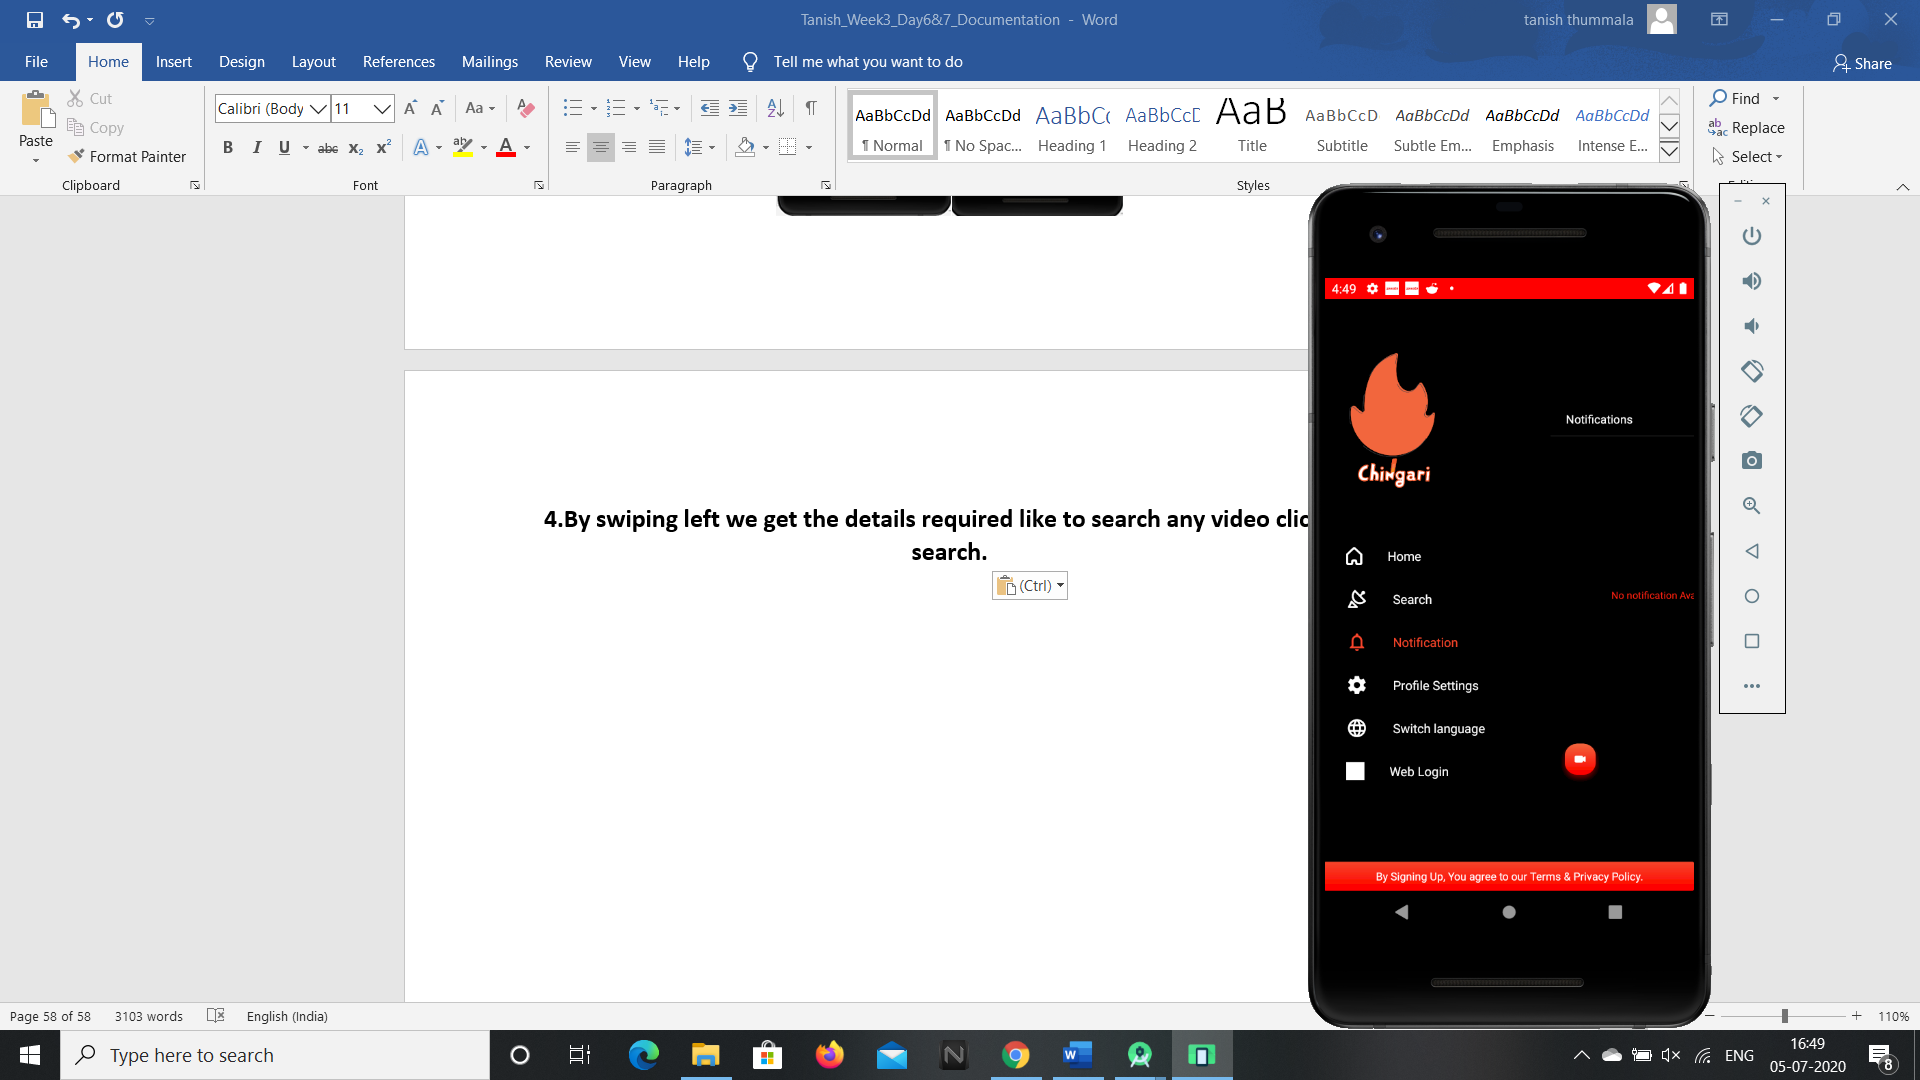 Tanish_Week3_Day6&7_Documentation - Word
tanish thummala
File Home Insert Design Layout References Mailings Review View Help Tell me what you want to do
Share
Paste
Cut
Copy
Format Painter
Clipboard
Calibri (Body 11
Font
Paragraph
AaBbCcDd AaBbCcDd AaBbCc AaBbCcC AaB AaBbCcD AaBbCcDd AaBbCcDd AaBbCcDd
¶ Normal ¶ No Spac... Heading 1 Heading 2 Title Subtitle Subtle Em... Emphasis Intense E...
Styles
Find
Replace
Select
4.By swiping left we get the details required like to search any video
search.
(Ctrl)
4:49
Chingari
Notifications
Home
Search
No notification
Notification
Profile Settings
Switch language
Web Login
By Signing Up, You agree to our Terms & Privacy Policy.
Page 58 of 58 3103 words English (India)
110%
Type here to search
ENG
16:49
05-07-2020
8